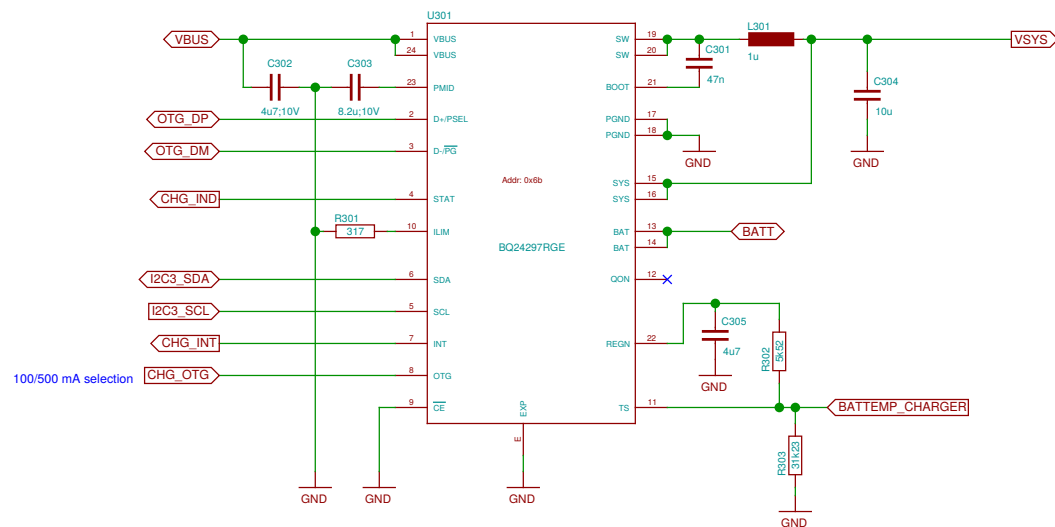 U301
VBUS
1
VBUS
24
VBUS
C302
4u7;10V
C303
8.2u;10V
23
PMID
OTG_DP
2
D+/PSEL
OTG_DM
3
D-/PG
CHG_IND
4
STAT
R301
317
10
ILIM
I2C3_SDA
6
SDA
I2C3_SCL
5
SCL
CHG_INT
7
INT
100/500 mA selection
CHG_OTG
8
OTG
9
CE
Addr: 0x6b
BQ24297RGE
EXP
E
SW
19
SW
20
BOOT
21
PGND
17
PGND
18
SYS
15
SYS
16
BAT
13
BAT
14
QON
12
REGN
22
TS
11
C301
47n
L301
1u
VSYS
C304
10u
GND
GND
BATT
C305
4u7
GND
R302
5k52
BATTEMP_CHARGER
R303
31k23
GND
GND
GND
GND